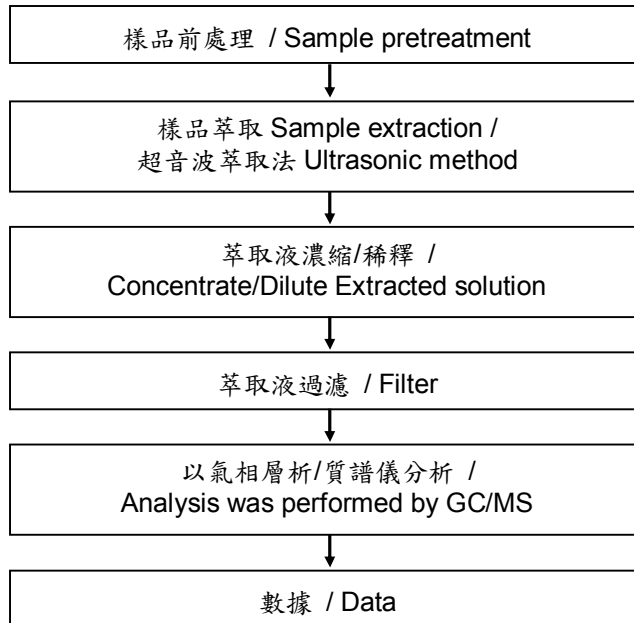 樣品前處理 / Sample pretreatment
樣品萃取 Sample extraction /
超音波萃取法 Ultrasonic method
萃取液濃縮/稀釋 /
Concentrate/Dilute Extracted solution
萃取液過濾 / Filter
以氣相層析/質譜儀分析 /
Analysis was performed by GC/MS
數據 / Data